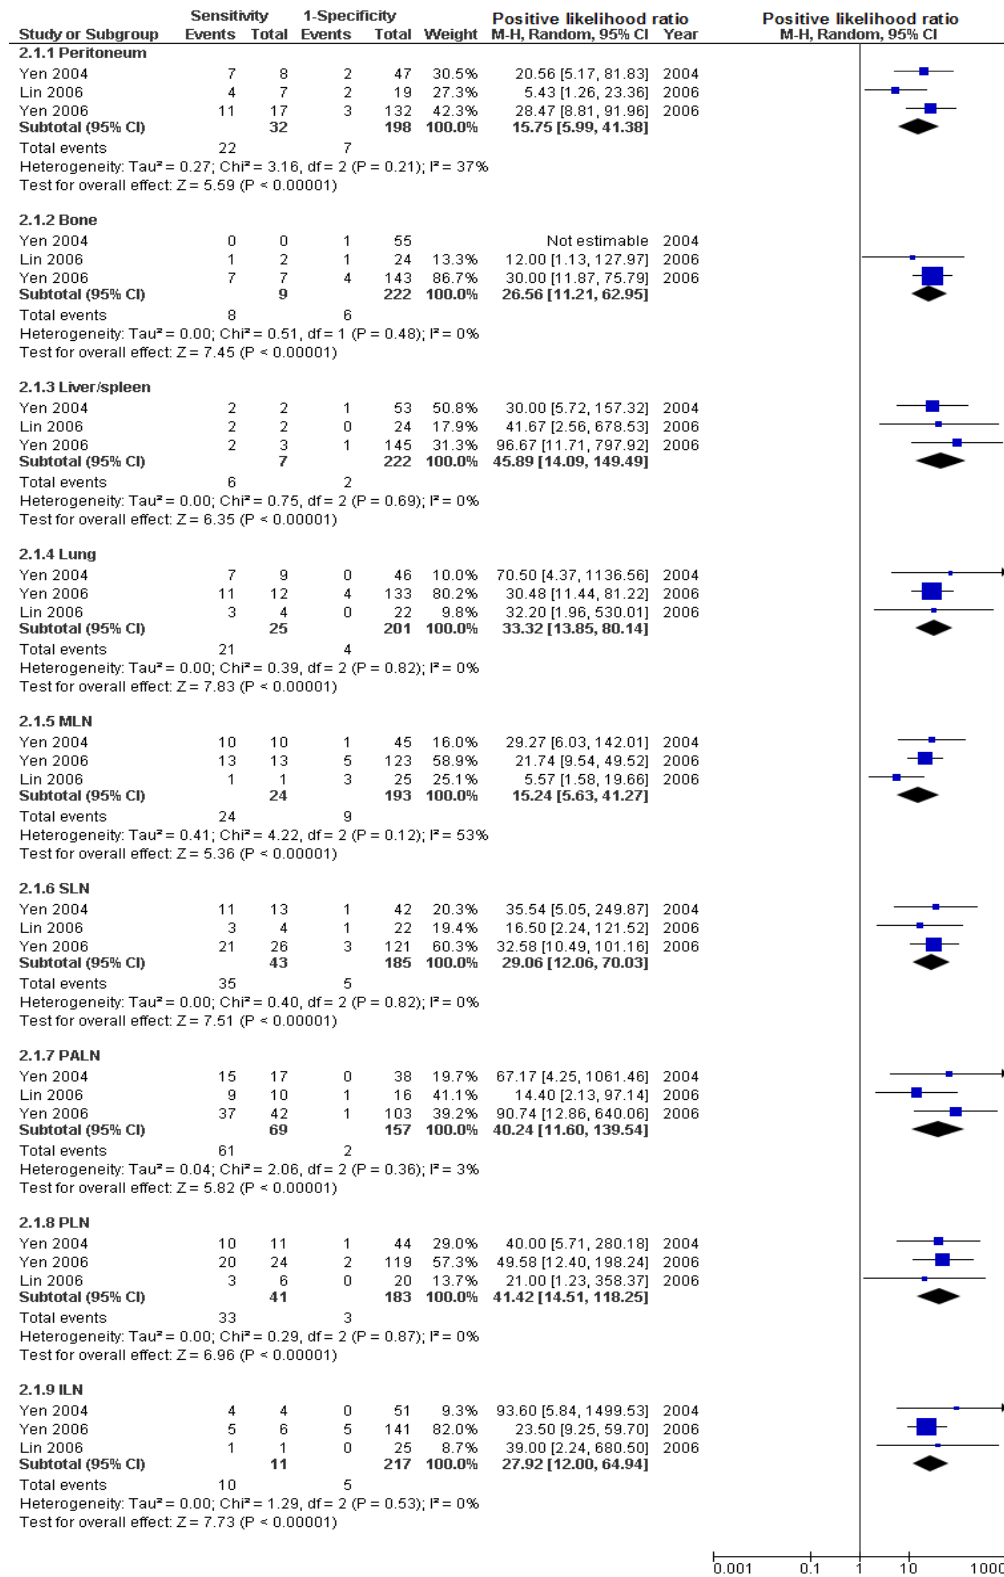 Sensitivity 1-Specificity Positive likelihood ratio Positive likelihood ratio
Study or Subgroup Events Total Events Total Weight M-H, Random, 95% CI Year M-H, Random, 95% CI
2.1.1 Peritoneum
Yen 2004 7 8 2 47 30.5% 20.56 [5.17, 81.83] 2004
Lin 2006 4 7 2 19 27.3% 5.43 [1.26, 23.36] 2006
Yen 2006 11 17 3 132 42.3% 28.47 [8.81, 91.96] 2006
Subtotal (95% CI) 32 198 100.0% 15.75 [5.99, 41.38]
Total events 22 7
Heterogeneity: Tau² = 0.27; Chi² = 3.16, df = 2 (P = 0.21); I² = 37%
Test for overall effect: Z = 5.59 (P < 0.00001)
2.1.2 Bone
Yen 2004 0 0 1 55 Not estimable 2004
Lin 2006 1 2 1 24 13.3% 12.00 [1.13, 127.97] 2006
Yen 2006 7 7 4 143 86.7% 30.00 [11.87, 75.79] 2006
Subtotal (95% CI) 9 222 100.0% 26.56 [11.21, 62.95]
Total events 8 6
Heterogeneity: Tau² = 0.00; Chi² = 0.51, df = 1 (P = 0.48); I² = 0%
Test for overall effect: Z = 7.45 (P < 0.00001)
2.1.3 Liver/spleen
Yen 2004 2 2 1 53 50.8% 30.00 [5.72, 157.32] 2004
Lin 2006 2 2 0 24 17.9% 41.67 [2.56, 678.53] 2006
Yen 2006 2 3 1 145 31.3% 96.67 [11.71, 797.92] 2006
Subtotal (95% CI) 7 222 100.0% 45.89 [14.09, 149.49]
Total events 6 2
Heterogeneity: Tau² = 0.00; Chi² = 0.75, df = 2 (P = 0.69); I² = 0%
Test for overall effect: Z = 6.35 (P < 0.00001)
2.1.4 Lung
Yen 2004 7 9 0 46 10.0% 70.50 [4.37, 1136.56] 2004
Yen 2006 11 12 4 133 80.2% 30.48 [11.44, 81.22] 2006
Lin 2006 3 4 0 22 9.8% 32.20 [1.96, 530.01] 2006
Subtotal (95% CI) 25 201 100.0% 33.32 [13.85, 80.14]
Total events 21 4
Heterogeneity: Tau² = 0.00; Chi² = 0.39, df = 2 (P = 0.82); I² = 0%
Test for overall effect: Z = 7.83 (P < 0.00001)
2.1.5 MLN
Yen 2004 10 10 1 45 16.0% 29.27 [6.03, 142.01] 2004
Yen 2006 13 13 5 123 58.9% 21.74 [9.54, 49.52] 2006
Lin 2006 1 1 3 25 25.1% 5.57 [1.58, 19.66] 2006
Subtotal (95% CI) 24 193 100.0% 15.24 [5.63, 41.27]
Total events 24 9
Heterogeneity: Tau² = 0.41; Chi² = 4.22, df = 2 (P = 0.12); I² = 53%
Test for overall effect: Z = 5.36 (P < 0.00001)
2.1.6 SLN
Yen 2004 11 13 1 42 20.3% 35.54 [5.05, 249.87] 2004
Lin 2006 3 4 1 22 19.4% 16.50 [2.24, 121.52] 2006
Yen 2006 21 26 3 121 60.3% 32.58 [10.49, 101.16] 2006
Subtotal (95% CI) 43 185 100.0% 29.06 [12.06, 70.03]
Total events 35 5
Heterogeneity: Tau² = 0.00; Chi² = 0.40, df = 2 (P = 0.82); I² = 0%
Test for overall effect: Z = 7.51 (P < 0.00001)
2.1.7 PALN
Yen 2004 15 17 0 38 19.7% 67.17 [4.25, 1061.46] 2004
Lin 2006 9 10 1 16 41.1% 14.40 [2.13, 97.14] 2006
Yen 2006 37 42 1 103 39.2% 90.74 [12.86, 640.06] 2006
Subtotal (95% CI) 69 157 100.0% 40.24 [11.60, 139.54]
Total events 61 2
Heterogeneity: Tau² = 0.04; Chi² = 2.06, df = 2 (P = 0.36); I² = 3%
Test for overall effect: Z = 5.82 (P < 0.00001)
2.1.8 PLN
Yen 2004 10 11 1 44 29.0% 40.00 [5.71, 280.18] 2004
Yen 2006 20 24 2 119 57.3% 49.58 [12.40, 198.24] 2006
Lin 2006 3 6 0 20 13.7% 21.00 [1.23, 358.37] 2006
Subtotal (95% CI) 41 183 100.0% 41.42 [14.51, 118.25]
Total events 33 3
Heterogeneity: Tau² = 0.00; Chi² = 0.29, df = 2 (P = 0.87); I² = 0%
Test for overall effect: Z = 6.96 (P < 0.00001)
2.1.9 ILN
Yen 2004 4 4 0 51 9.3% 93.60 [5.84, 1499.53] 2004
Yen 2006 5 6 5 141 82.0% 23.50 [9.25, 59.70] 2006
Lin 2006 1 1 0 25 8.7% 39.00 [2.24, 680.50] 2006
Subtotal (95% CI) 11 217 100.0% 27.92 [12.00, 64.94]
Total events 10 5
Heterogeneity: Tau² = 0.00; Chi² = 1.29, df = 2 (P = 0.53); I² = 0%
Test for overall effect: Z = 7.73 (P < 0.00001)
0.001 0.1 1 10 1000